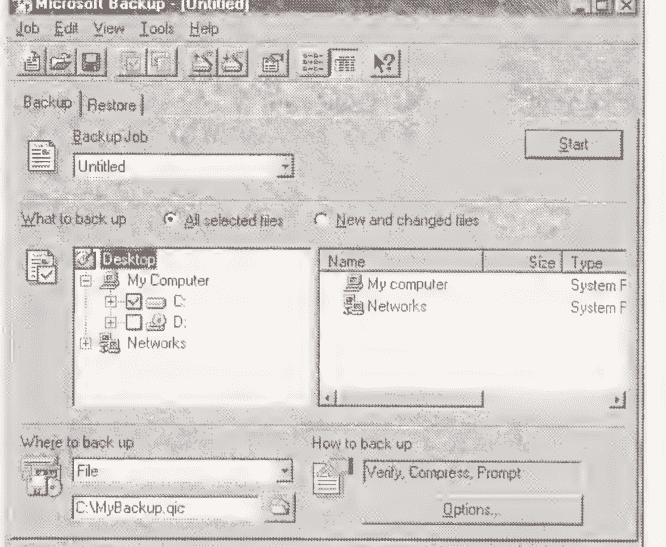 Microsoft Backup - [Untitled]
Job Edit View Tools Help
Backup Restore
Backup Job
Start
Untitled
What to back up All selected files New and changed files
Desktop
My Computer
C:
D:
Networks
Name Size Type
My computer System F
Networks System F
Where to back up
File
C:\MyBackup.qic
How to back up
Verify, Compress, Prompt
Options...